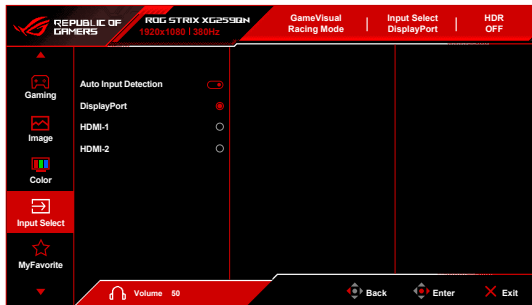 REPUBLIC OF
GAMERS
ROG STRIX XG259QN
1920x1080 | 380Hz
GameVisual
Racing Mode
Input Select
DisplayPort
HDR
OFF
Gaming
Image
Color
Input Select
MyFavorite
Auto Input Detection
DisplayPort
HDMI-1
HDMI-2
Volume 50
Back
Enter
Exit